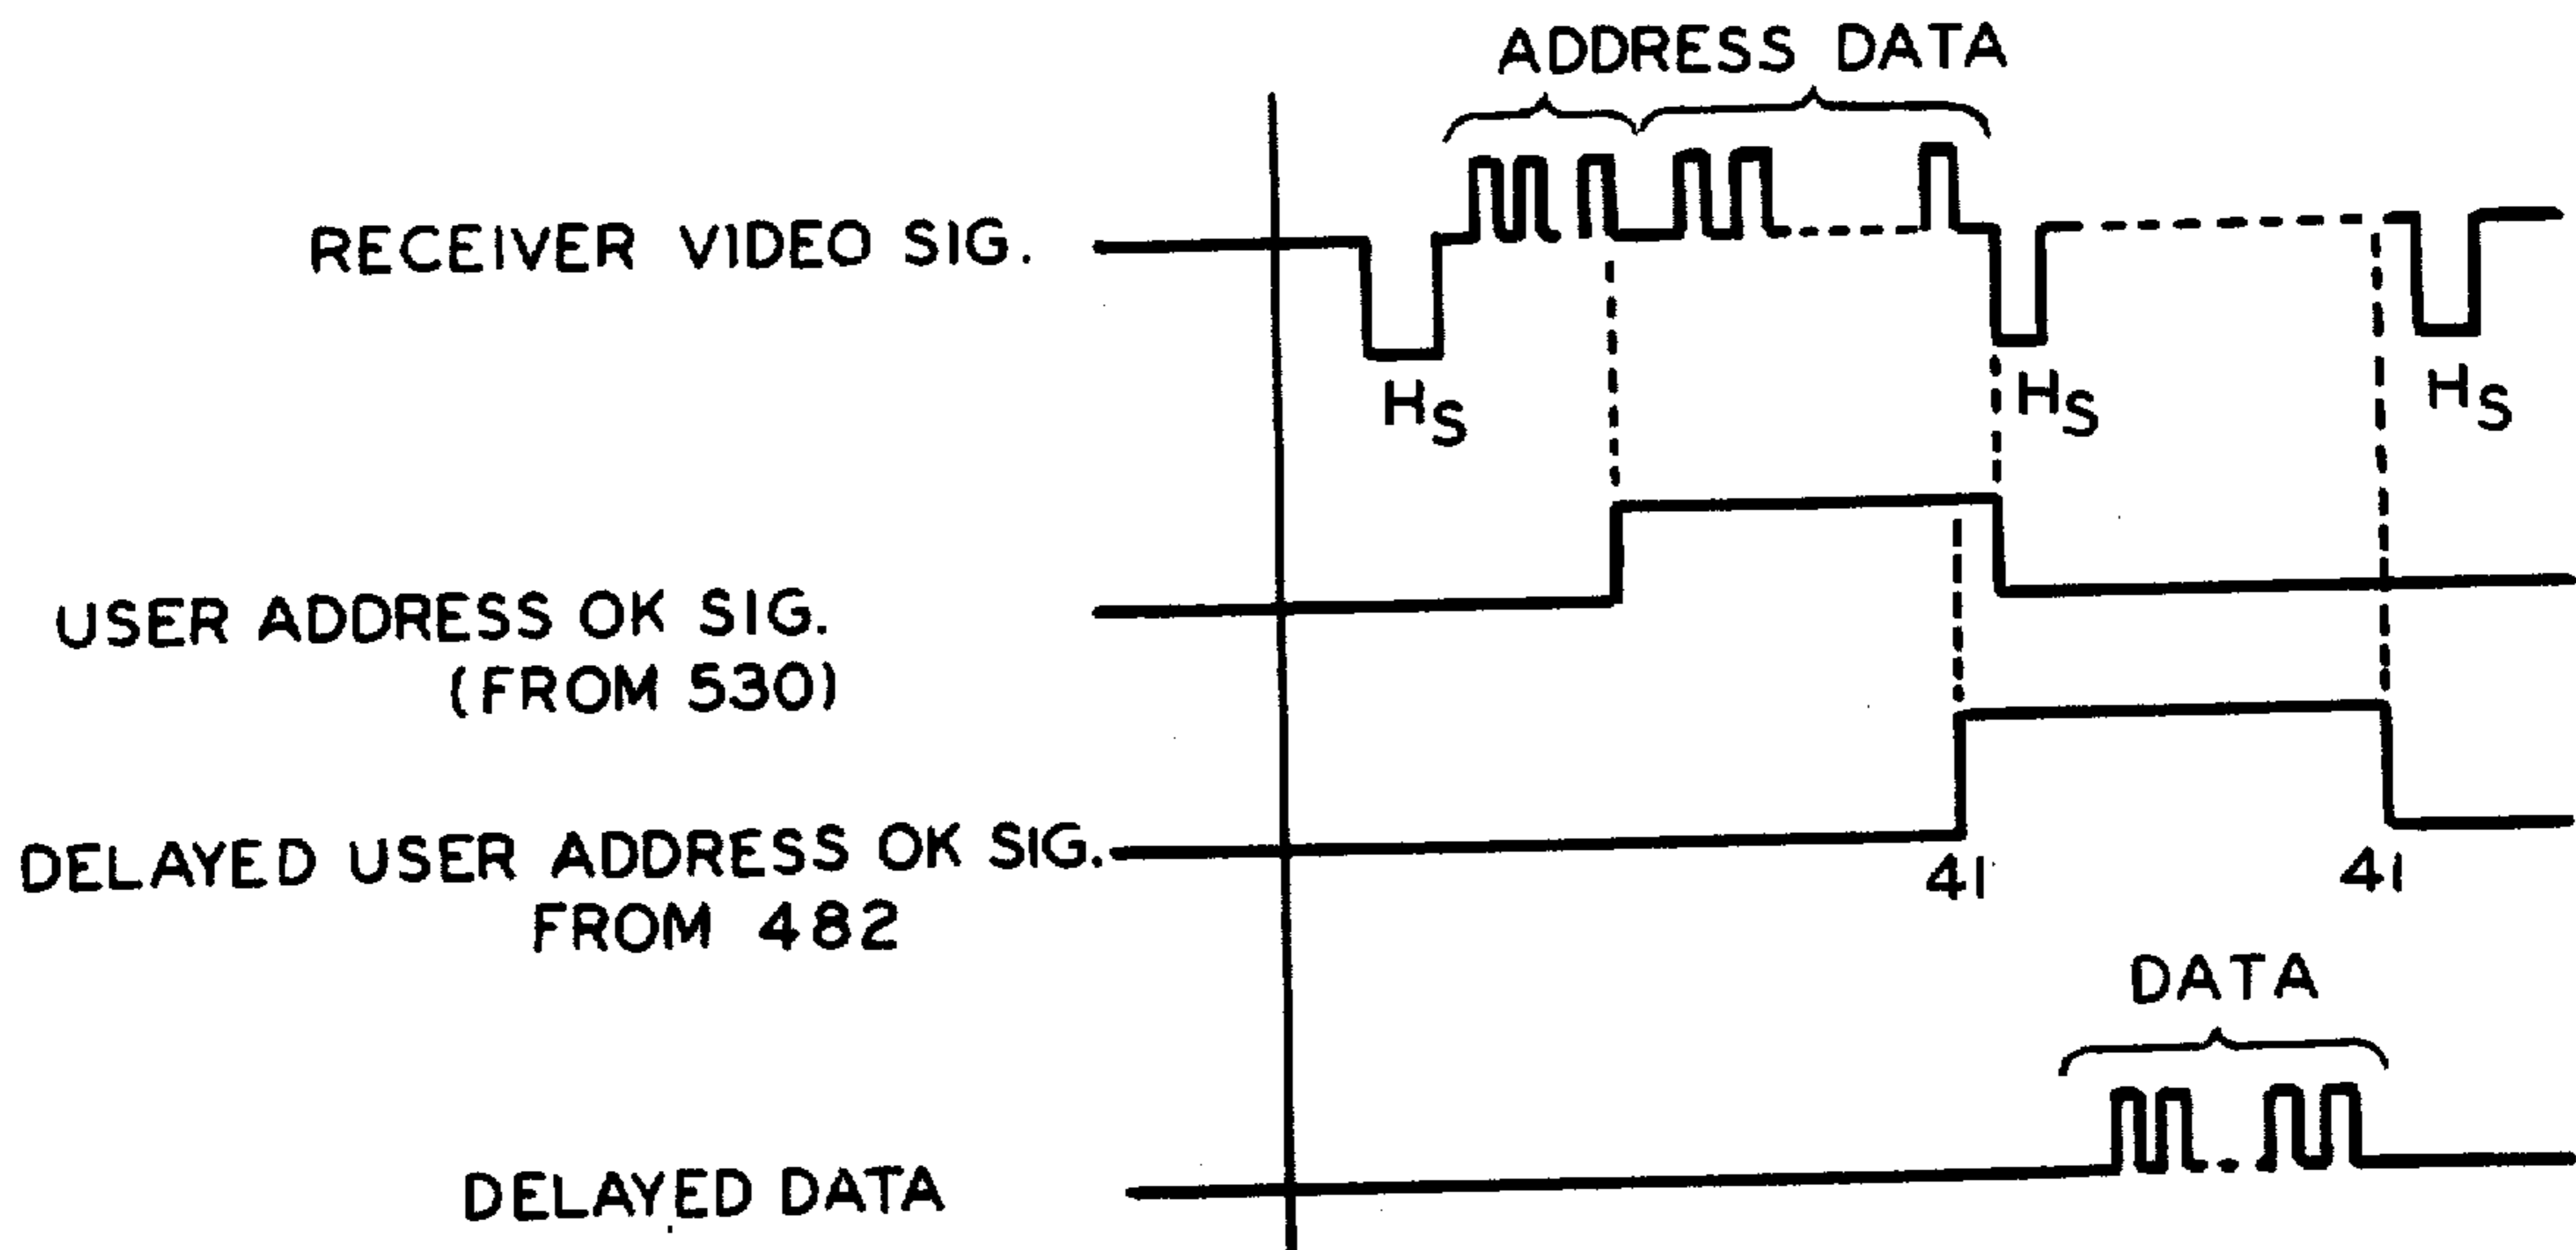 ADDRESS DATA
RECEIVER VIDEO SIG.
HS HS HS
USER ADDRESS OK SIG.
(FROM 530)
DELAYED USER ADDRESS OK SIG.
FROM 482
41 41
DATA
DELAYED DATA